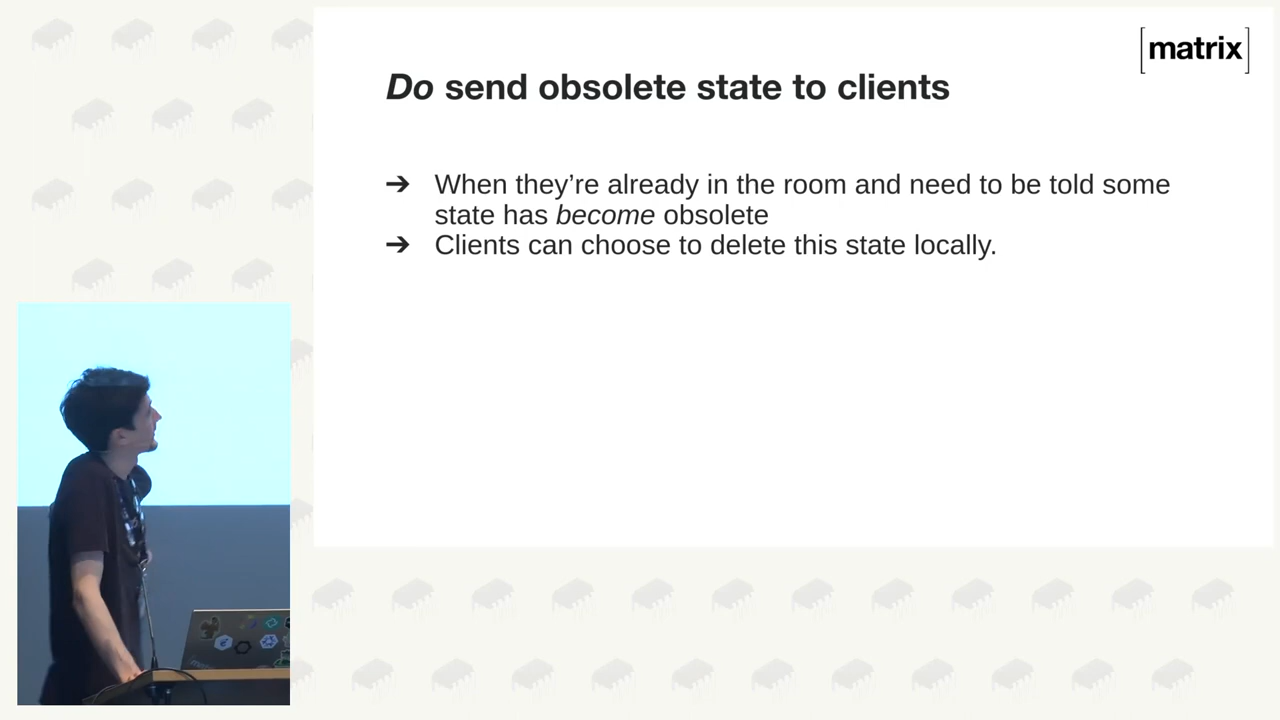 [matrix]
Do send obsolete state to clients
➔ When they’re already in the room and need to be told some
state has become obsolete
➔ Clients can choose to delete this state locally.